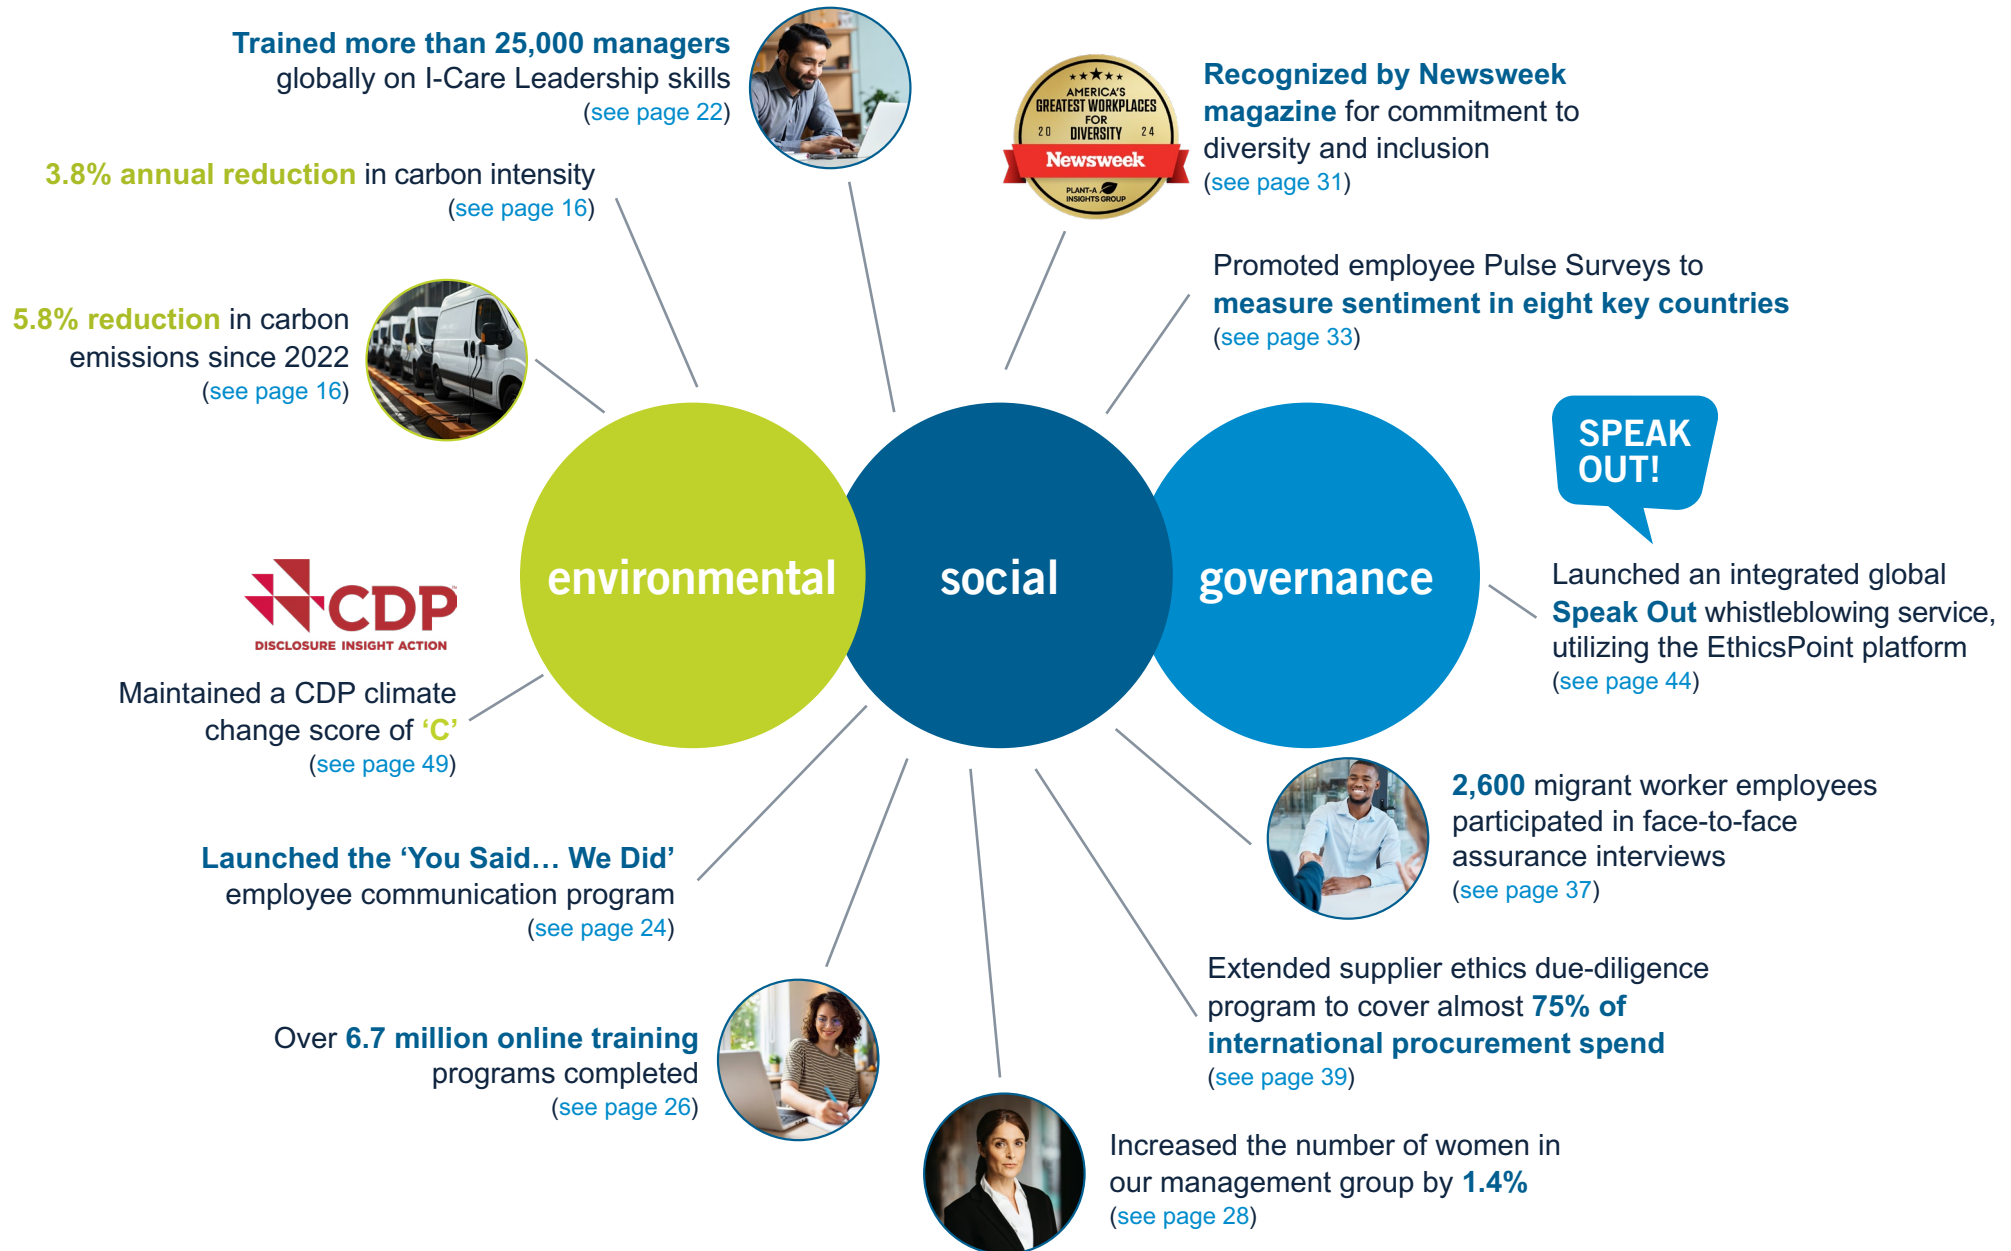 Trained more than 25,000 managers
globally on I-Care Leadership skills
(see page 22)
★★★★★
AMERICA'S
GREATEST WORKPLACES
FOR
20 DIVERSITY 24
Newsweek
PLANT-A
INSIGHTS GROUP
Recognized by Newsweek
magazine for commitment to
diversity and inclusion
(see page 31)
3.8% annual reduction in carbon intensity
(see page 16)
Promoted employee Pulse Surveys to
measure sentiment in eight key countries
(see page 33)
5.8% reduction in carbon
emissions since 2022
(see page 16)
SPEAK
OUT!
environmental
social
governance
CDP™
DISCLOSURE INSIGHT ACTION
Launched an integrated global
Speak Out whistleblowing service,
utilizing the EthicsPoint platform
(see page 44)
Maintained a CDP climate
change score of ‘C’
(see page 49)
2,600 migrant worker employees
participated in face-to-face
assurance interviews
(see page 37)
Launched the ‘You Said… We Did’
employee communication program
(see page 24)
Extended supplier ethics due-diligence
program to cover almost 75% of
international procurement spend
(see page 39)
Over 6.7 million online training
programs completed
(see page 26)
Increased the number of women in
our management group by 1.4%
(see page 28)